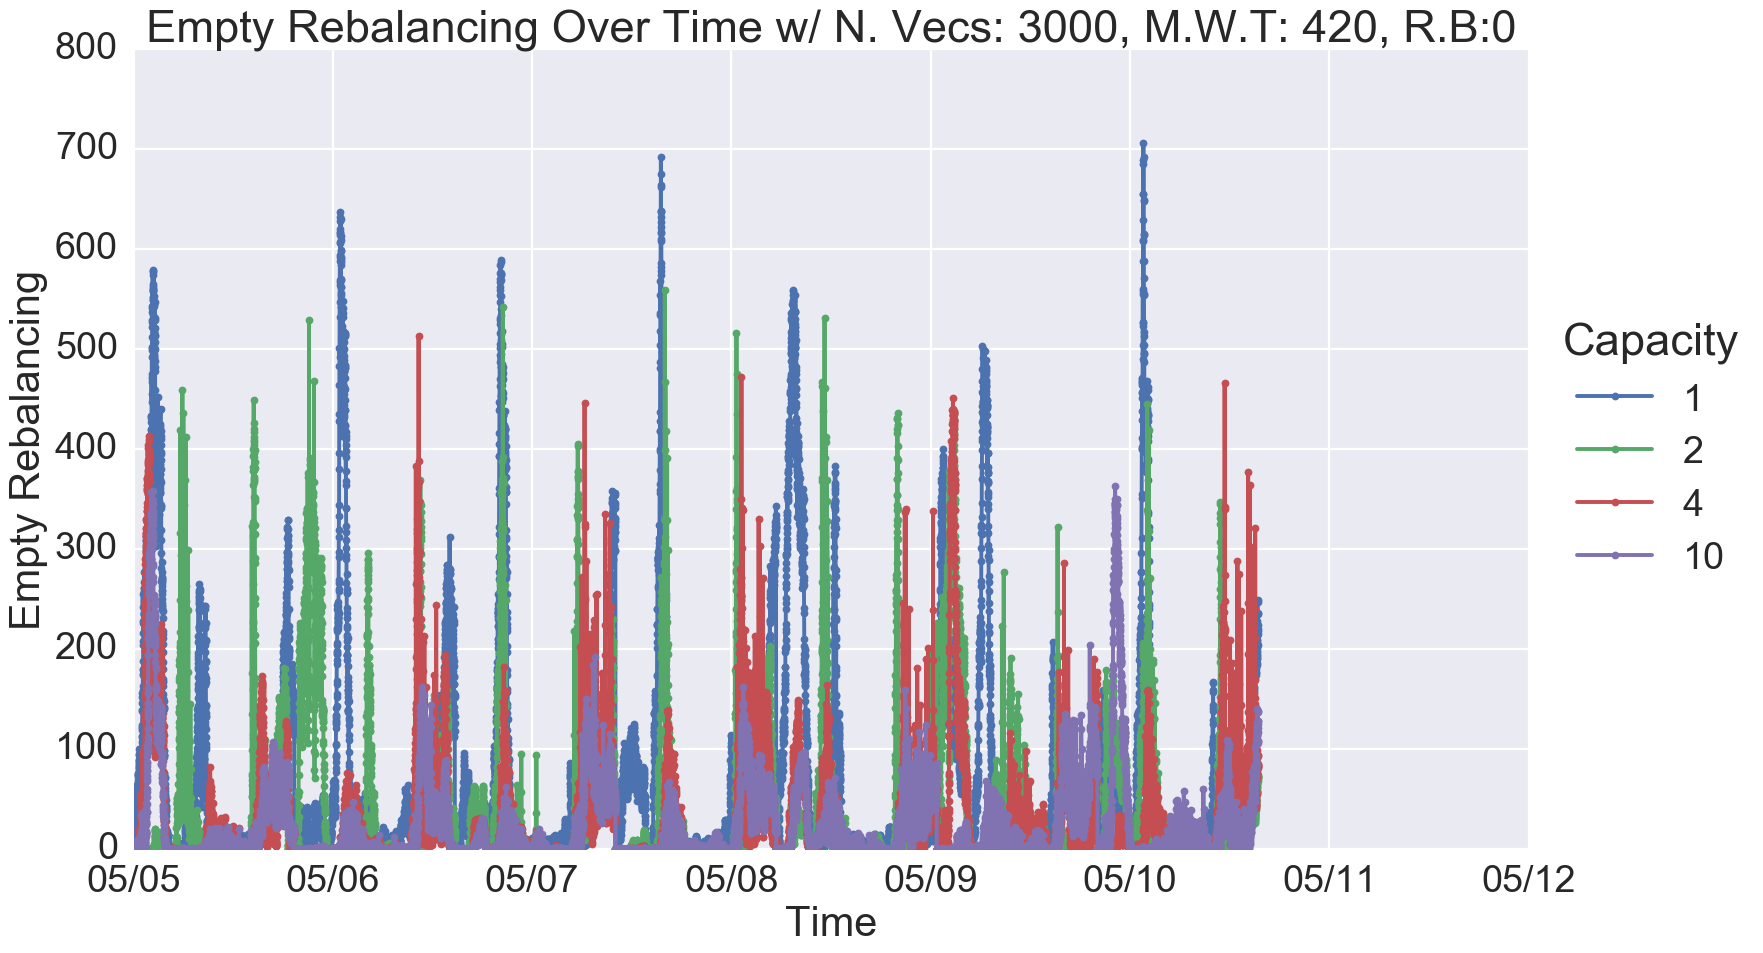 Empty Rebalancing Over Time w/ N. Vecs: 3000, M.W.T: 420, R.B:0
800
700
600
500
400
300
200
100
0
Empty Rebalancing
05/05 05/06 05/07 05/08 05/09 05/10 05/11 05/12
Time
Capacity
1
2
4
10